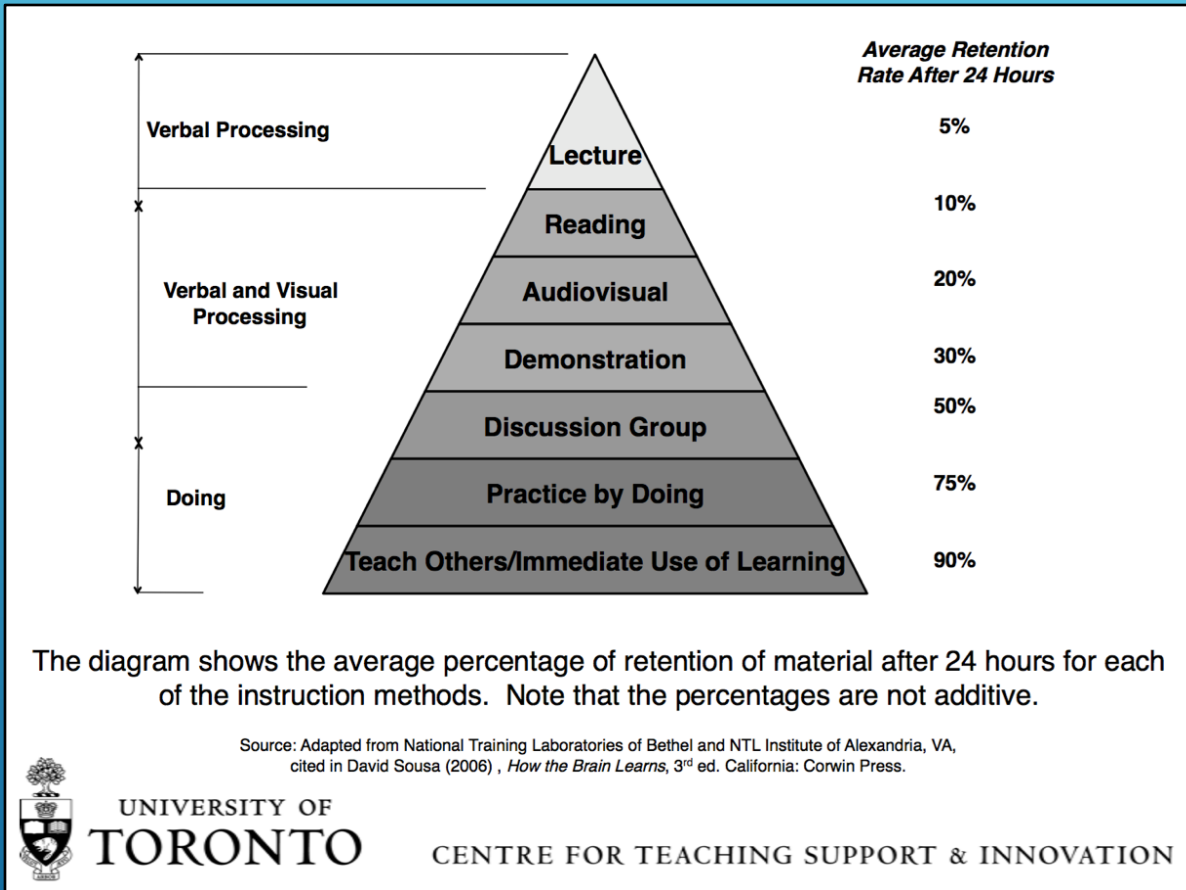 Average Retention
Rate After 24 Hours
Verbal Processing
5%
Lecture
10%
Reading
Verbal and Visual
Processing
20%
Audiovisual
30%
Demonstration
50%
Discussion Group
Doing
75%
Practice by Doing
90%
Teach Others/Immediate Use of Learning
The diagram shows the average percentage of retention of material after 24 hours for each
of the instruction methods.  Note that the percentages are not additive.
Source: Adapted from National Training Laboratories of Bethel and NTL Institute of Alexandria, VA,
cited in David Sousa (2006) , How the Brain Learns, 3rd ed. California: Corwin Press.
UNIVERSITY OF
TORONTO
CENTRE FOR TEACHING SUPPORT & INNOVATION